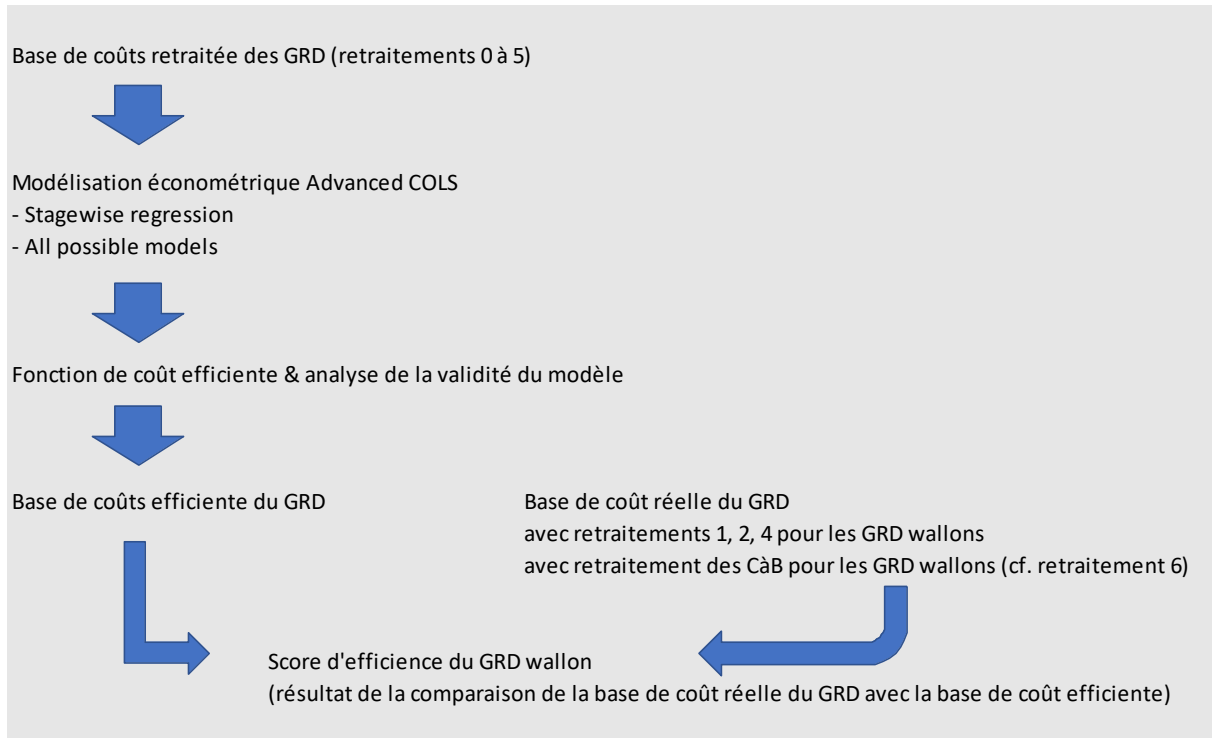 Base de coûts retraitée des GRD (retraitements 0 à 5)
Modélisation économétrique Advanced COLS
- Stagewise regression
- All possible models
Fonction de coût efficiente & analyse de la validité du modèle
Base de coûts efficiente du GRD
Base de coût réelle du GRD
avec retraitements 1, 2, 4 pour les GRD wallons
avec retraitement des CàB pour les GRD wallons (cf. retraitement 6)
Score d'efficience du GRD wallon
(résultat de la comparaison de la base de coût réelle du GRD avec la base de coût efficiente)